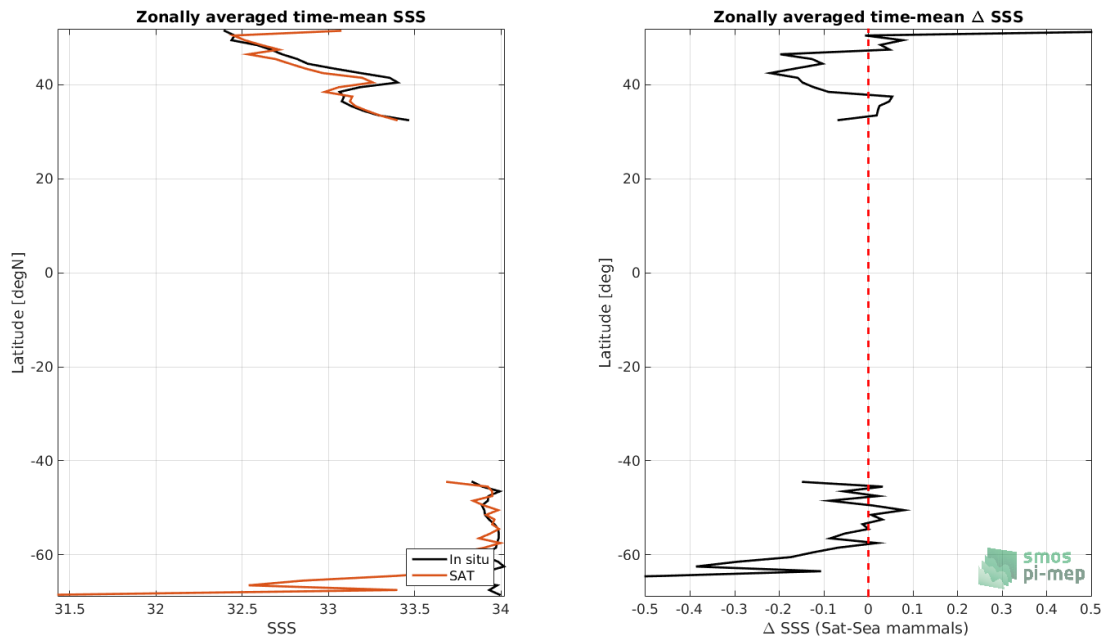 Zonally averaged time-mean SSS
40
20
0
-20
-40
-60
Latitude [degN]
31.5 32 32.5 33 33.5 34
SSS
In situ
SAT
Zonally averaged time-mean Δ SSS
40
20
0
-20
-40
-60
Latitude [deg]
-0.5 -0.4 -0.3 -0.2 -0.1 0 0.1 0.2 0.3 0.4 0.5
Δ SSS (Sat-Sea mammals)
smos
pi-mep